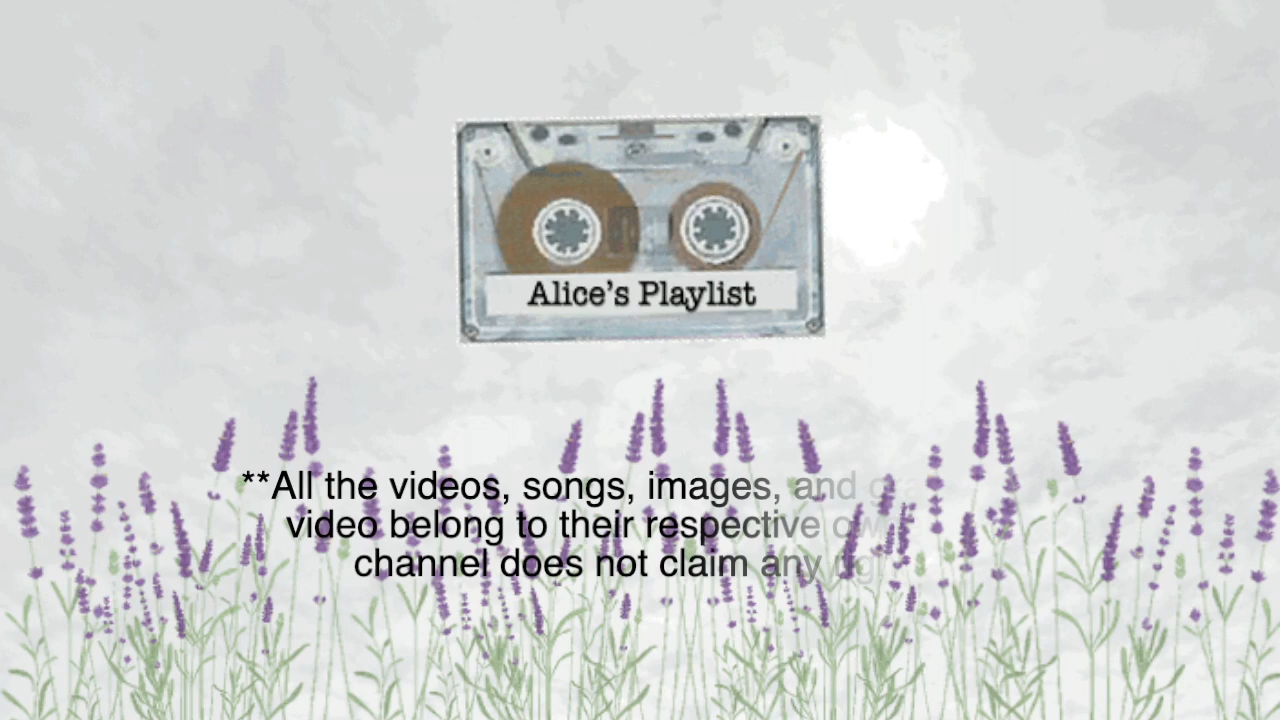 Alice's Playlist
**All the videos, songs, images, and
video belong to their respective
channel does not claim any